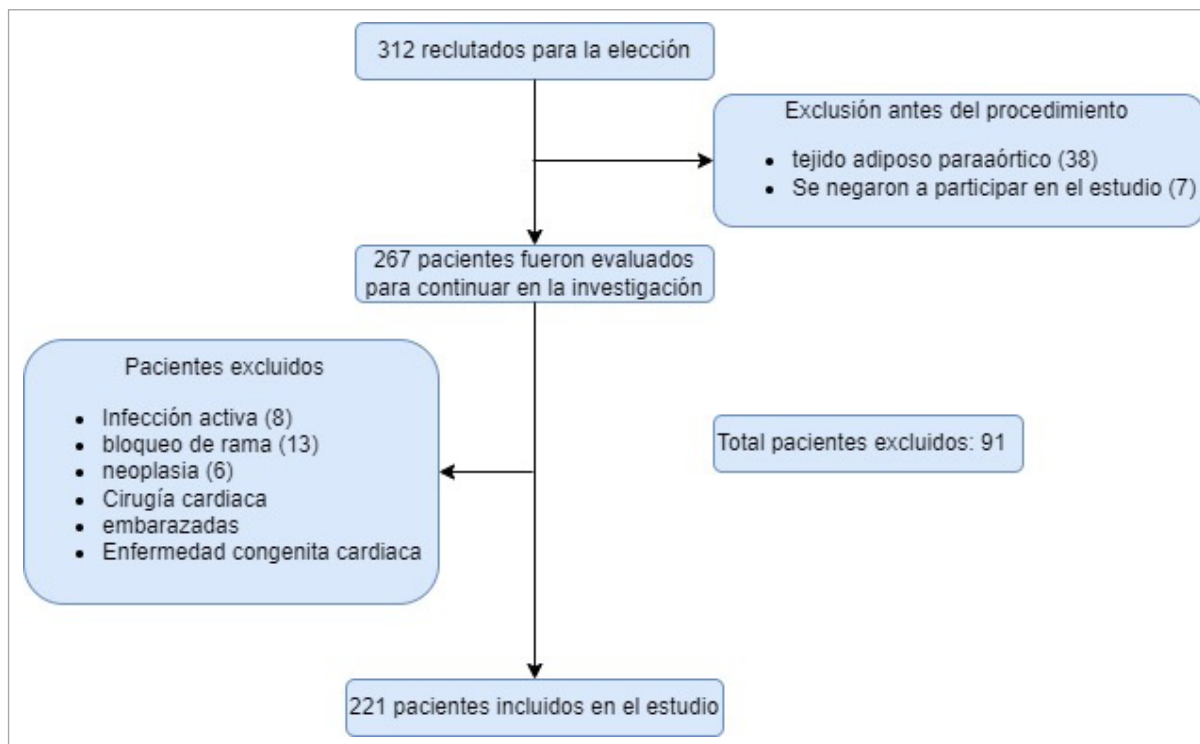 312 reclutados para la elección
Exclusión antes del procedimiento
• tejido adiposo paraaórtico (38)
• Se negaron a participar en el estudio (7)
267 pacientes fueron evaluados
para continuar en la investigación
Pacientes excluidos
• Infección activa (8)
• bloqueo de rama (13)
• neoplasia (6)
• Cirugía cardiaca
• embarazadas
• Enfermedad congenita cardiaca
Total pacientes excluidos: 91
221 pacientes incluidos en el estudio